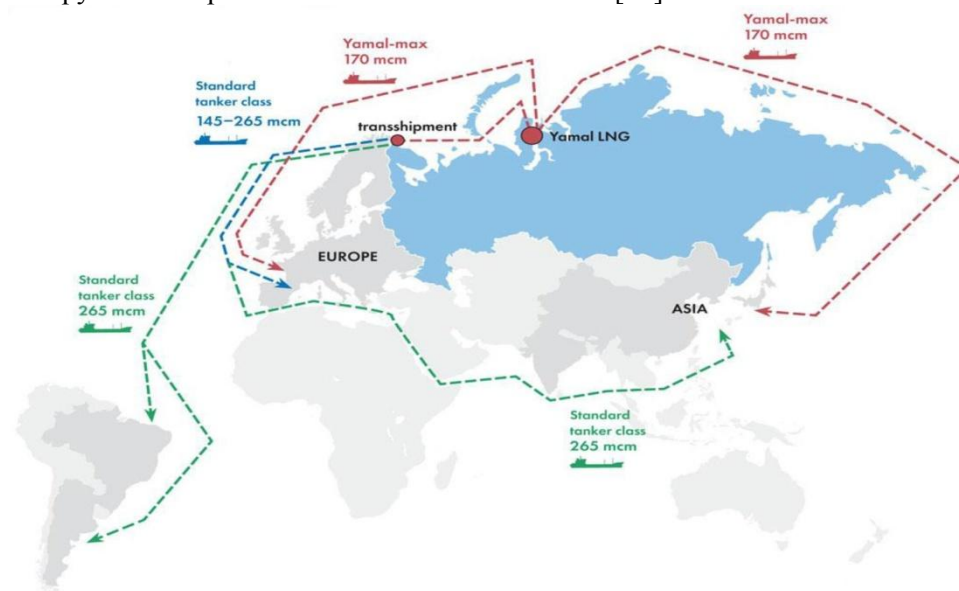 Yamal-max
170 mcm
Yamal-max
170 mcm
Standard
tanker class
145–265 mcm
transshipment
Yamal LNG
EUROPE
Standard
tanker class
265 mcm
ASIA
Standard
tanker class
265 mcm